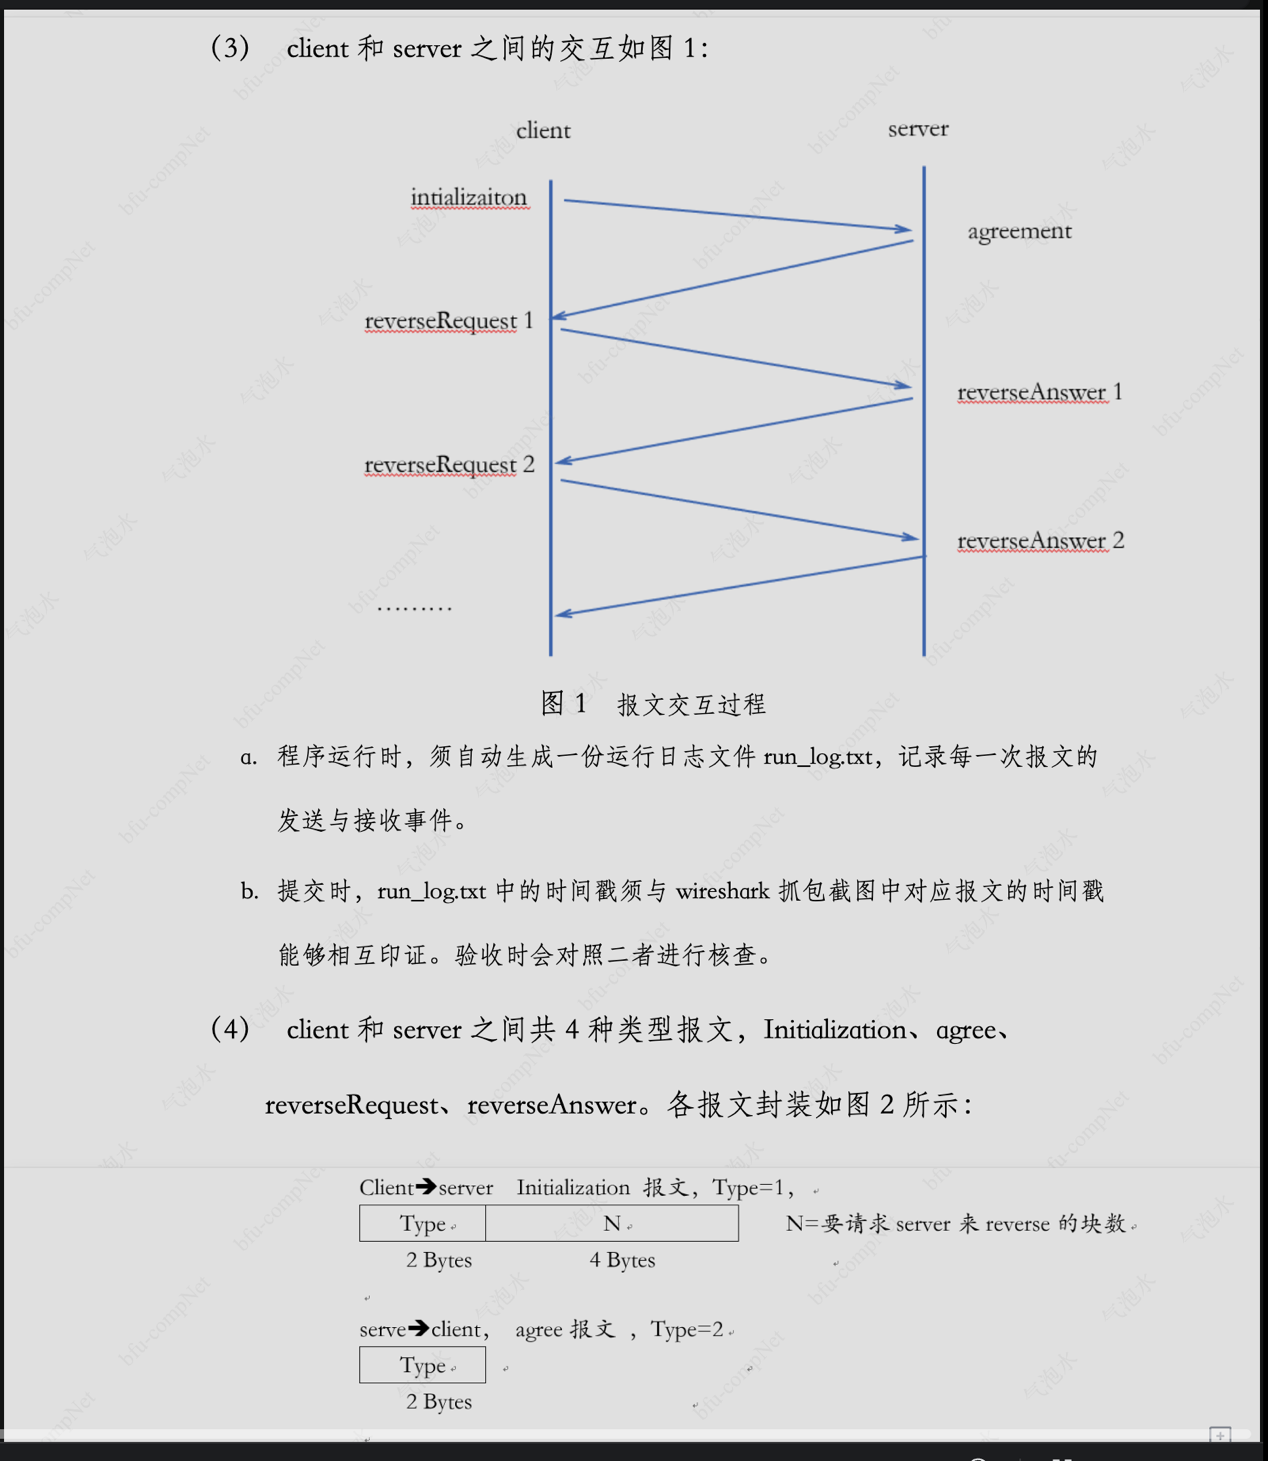 （3） client 和 server 之间的交互如图 1：
client
server
intializaiton
agreement
reverseRequest 1
reverseAnswer 1
reverseRequest 2
reverseAnswer 2
………
图 1 报文交互过程
a. 程序运行时，须自动生成一份运行日志文件 run_log.txt，记录每一次报文的
发送与接收事件。
b. 提交时，run_log.txt 中的时间戳须与 wireshark 抓包截图中对应报文的时间戳
能够相互印证。验收时会对照二者进行核查。
（4） client 和 server 之间共 4 种类型报文，Initialization、agree、
reverseRequest、reverseAnswer。各报文封装如图 2 所示：
Client➔server Initialization 报文，Type=1，
Type N N=要请求 server 来 reverse 的块数
2 Bytes 4 Bytes
serve➔client， agree 报文 ，Type=2
Type
2 Bytes
bfu-compNet
气泡水